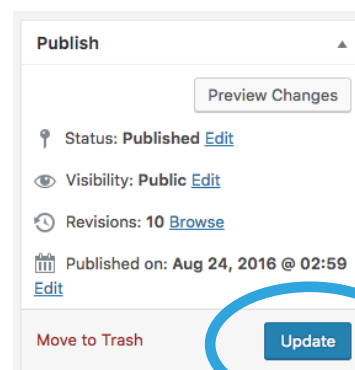 Publish
Preview Changes
Status: Published Edit
Visibility: Public Edit
Revisions: 10 Browse
Published on: Aug 24, 2016 @ 02:59
Edit
Move to Trash Update